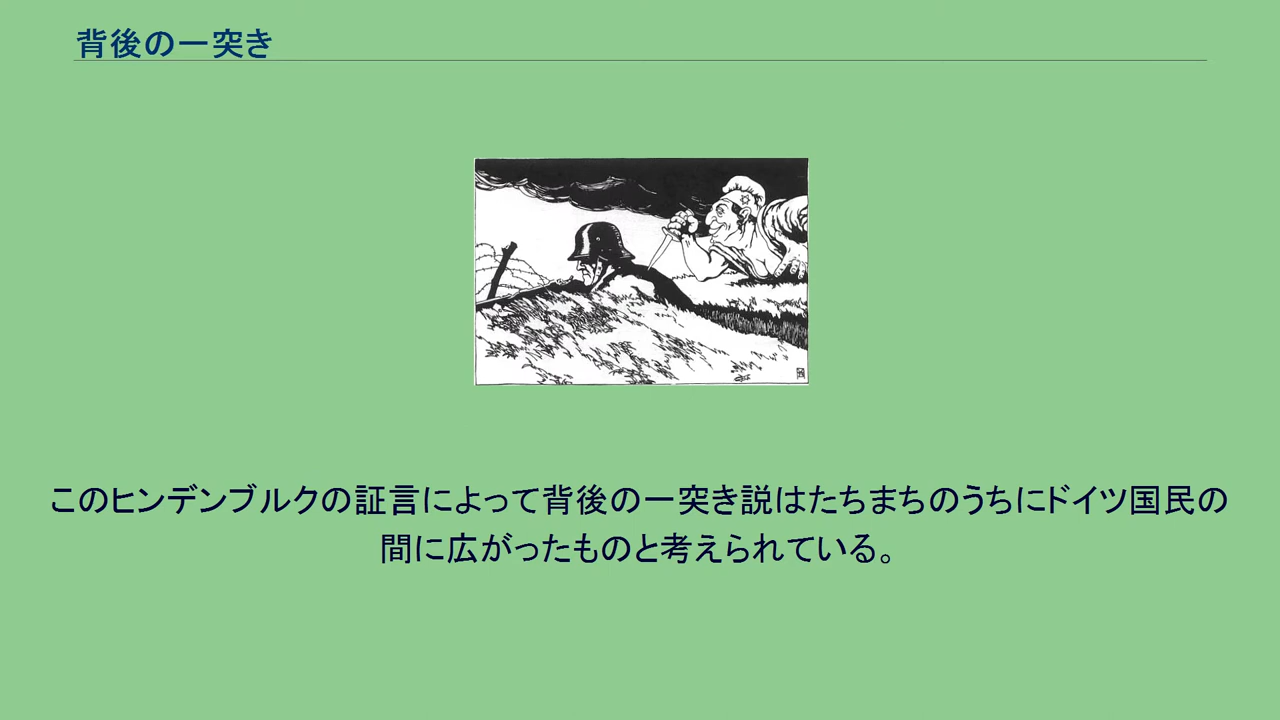 背後の一突き
このヒンデンブルクの証言によって背後の一突き説はたちまちのうちにドイツ国民の
間に広がったものと考えられている。